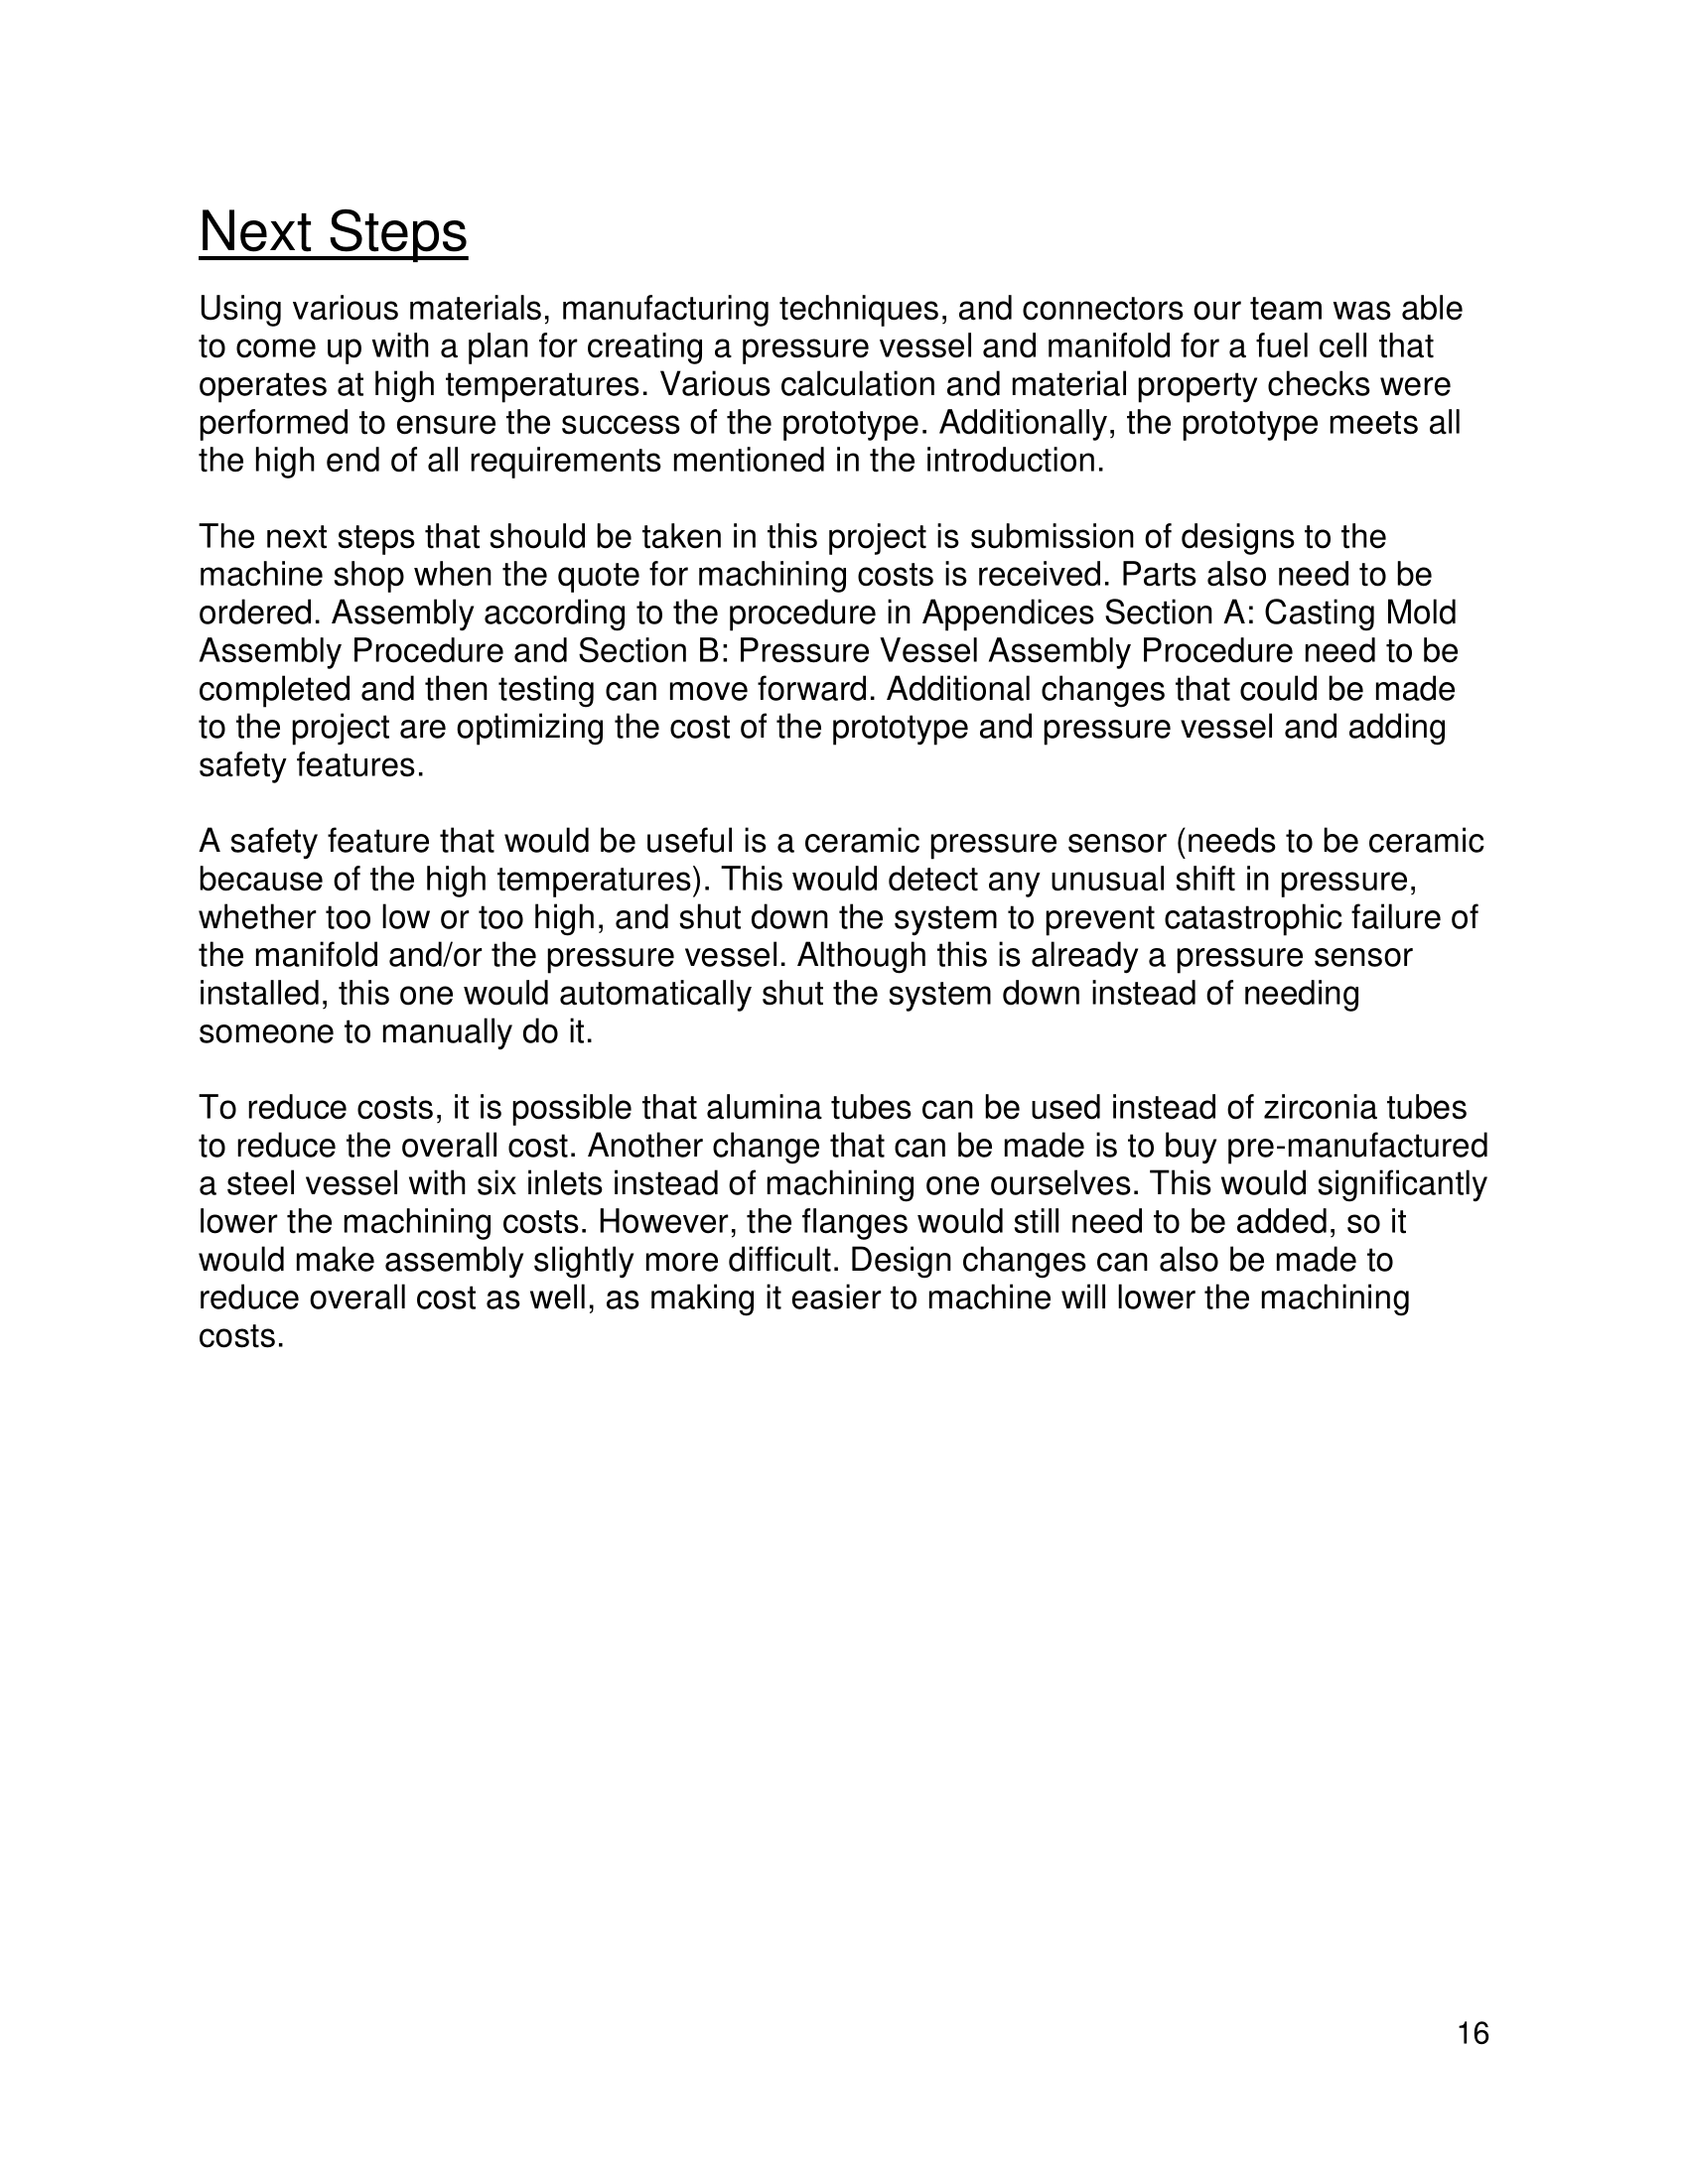 Next Steps
Using various materials, manufacturing techniques, and connectors our team was able
to come up with a plan for creating a pressure vessel and manifold for a fuel cell that
operates at high temperatures. Various calculation and material property checks were
performed to ensure the success of the prototype. Additionally, the prototype meets all
the high end of all requirements mentioned in the introduction.
The next steps that should be taken in this project is submission of designs to the
machine shop when the quote for machining costs is received. Parts also need to be
ordered. Assembly according to the procedure in Appendices Section A: Casting Mold
Assembly Procedure and Section B: Pressure Vessel Assembly Procedure need to be
completed and then testing can move forward. Additional changes that could be made
to the project are optimizing the cost of the prototype and pressure vessel and adding
safety features.
A safety feature that would be useful is a ceramic pressure sensor (needs to be ceramic
because of the high temperatures). This would detect any unusual shift in pressure,
whether too low or too high, and shut down the system to prevent catastrophic failure of
the manifold and/or the pressure vessel. Although this is already a pressure sensor
installed, this one would automatically shut the system down instead of needing
someone to manually do it.
To reduce costs, it is possible that alumina tubes can be used instead of zirconia tubes
to reduce the overall cost. Another change that can be made is to buy pre-manufactured
a steel vessel with six inlets instead of machining one ourselves. This would significantly
lower the machining costs. However, the flanges would still need to be added, so it
would make assembly slightly more difficult. Design changes can also be made to
reduce overall cost as well, as making it easier to machine will lower the machining
costs.
16